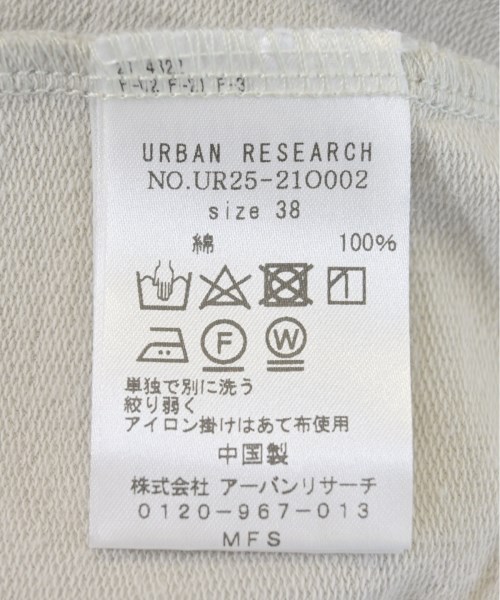 URBAN RESEARCH
NO.UR25-21O002
size 38
綿 100%
F
W
単独で別に洗う
絞り弱く
アイロン掛けはあて布使用
中国製
株式会社 アーバンリサーチ
0120-967-013
MFS